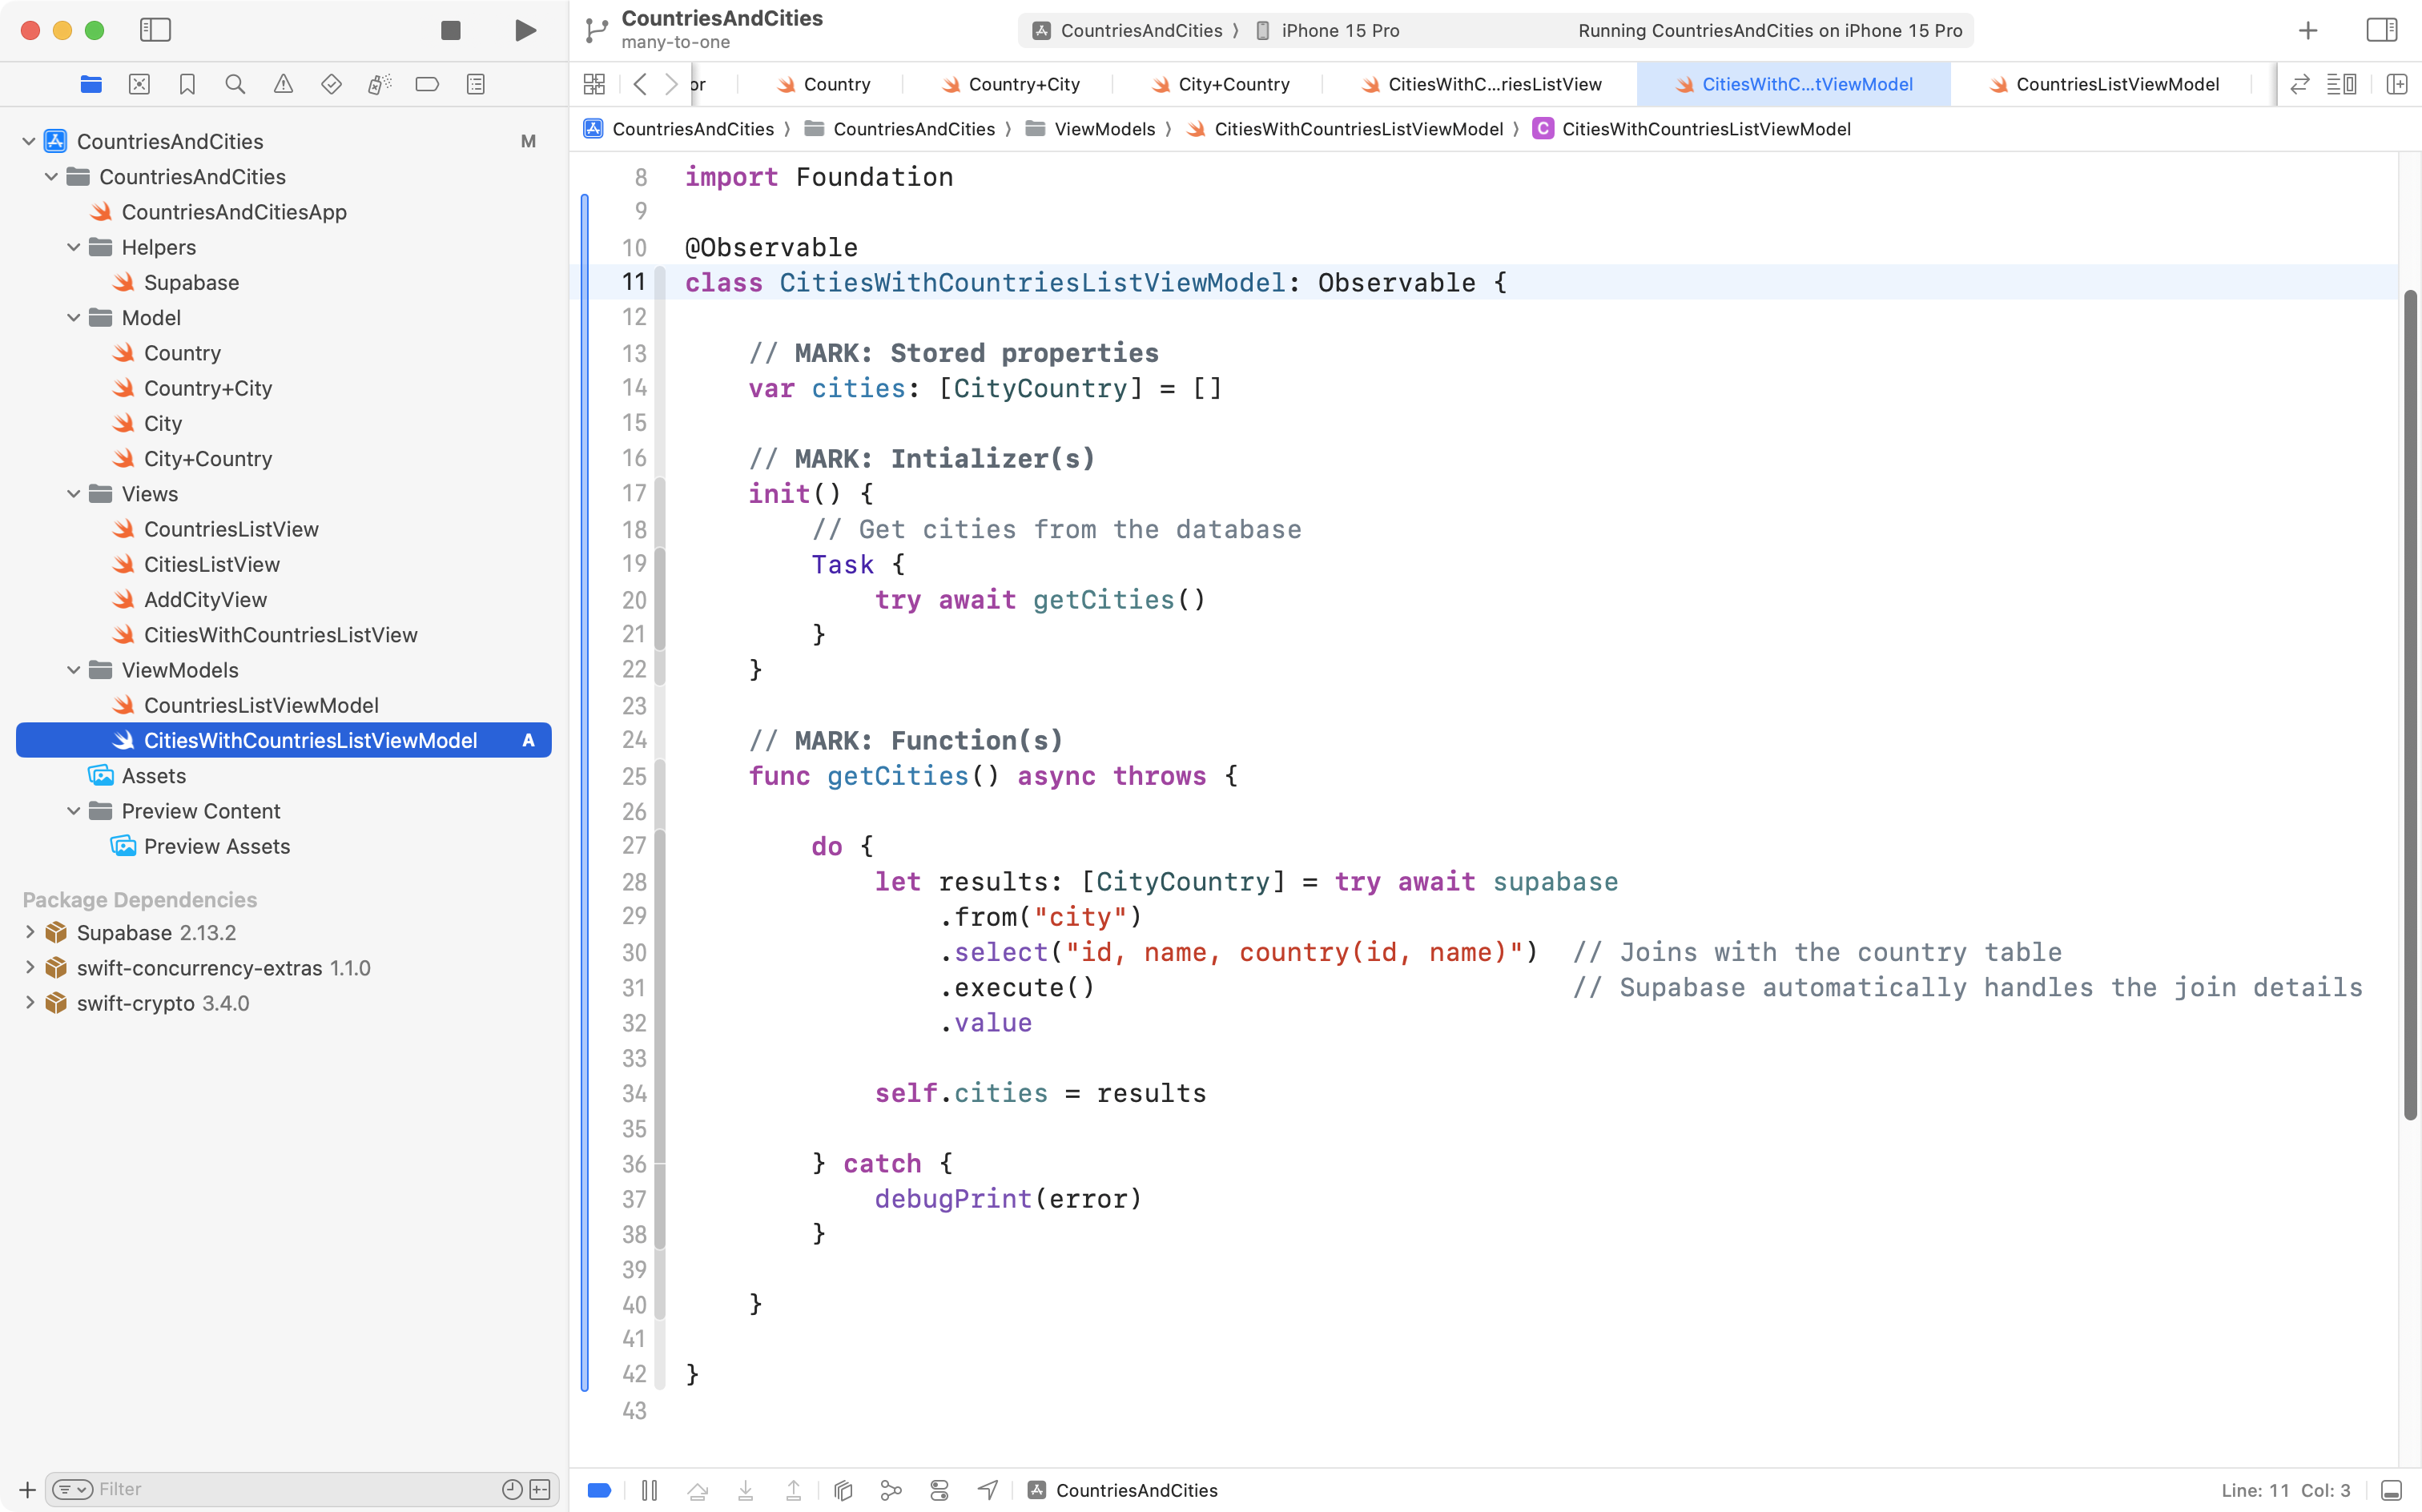 CountriesAndCities
many-to-one
CountriesAndCities 〉 iPhone 15 Pro
Running CountriesAndCities on iPhone 15 Pro
or
Country
Country+City
City+Country
CitiesWithC...riesListView
CitiesWithC...tViewModel
CountriesListViewModel
CountriesAndCities 〉 CountriesAndCities 〉 ViewModels 〉 CitiesWithCountriesListViewModel 〉 C CitiesWithCountriesListViewModel
CountriesAndCities M
CountriesAndCities
CountriesAndCitiesApp
Helpers
Supabase
Model
Country
Country+City
City
City+Country
Views
CountriesListView
CitiesListView
AddCityView
CitiesWithCountriesListView
ViewModels
CountriesListViewModel
CitiesWithCountriesListViewModel A
Assets
Preview Content
Preview Assets
Package Dependencies
Supabase 2.13.2
swift-concurrency-extras 1.1.0
swift-crypto 3.4.0
Filter
8 import Foundation
9
10 @Observable
11 class CitiesWithCountriesListViewModel: Observable {
12
13     // MARK: Stored properties
14     var cities: [CityCountry] = []
15
16     // MARK: Intializer(s)
17     init() {
18         // Get cities from the database
19         Task {
20             try await getCities()
21         }
22     }
23
24     // MARK: Function(s)
25     func getCities() async throws {
26
27         do {
28             let results: [CityCountry] = try await supabase
29                 .from("city")
30                 .select("id, name, country(id, name)")  // Joins with the country table
31                 .execute()                              // Supabase automatically handles the join details
32                 .value
33
34             self.cities = results
35
36         } catch {
37             debugPrint(error)
38         }
39
40     }
41
42 }
43
CountriesAndCities
Line: 11 Col: 3